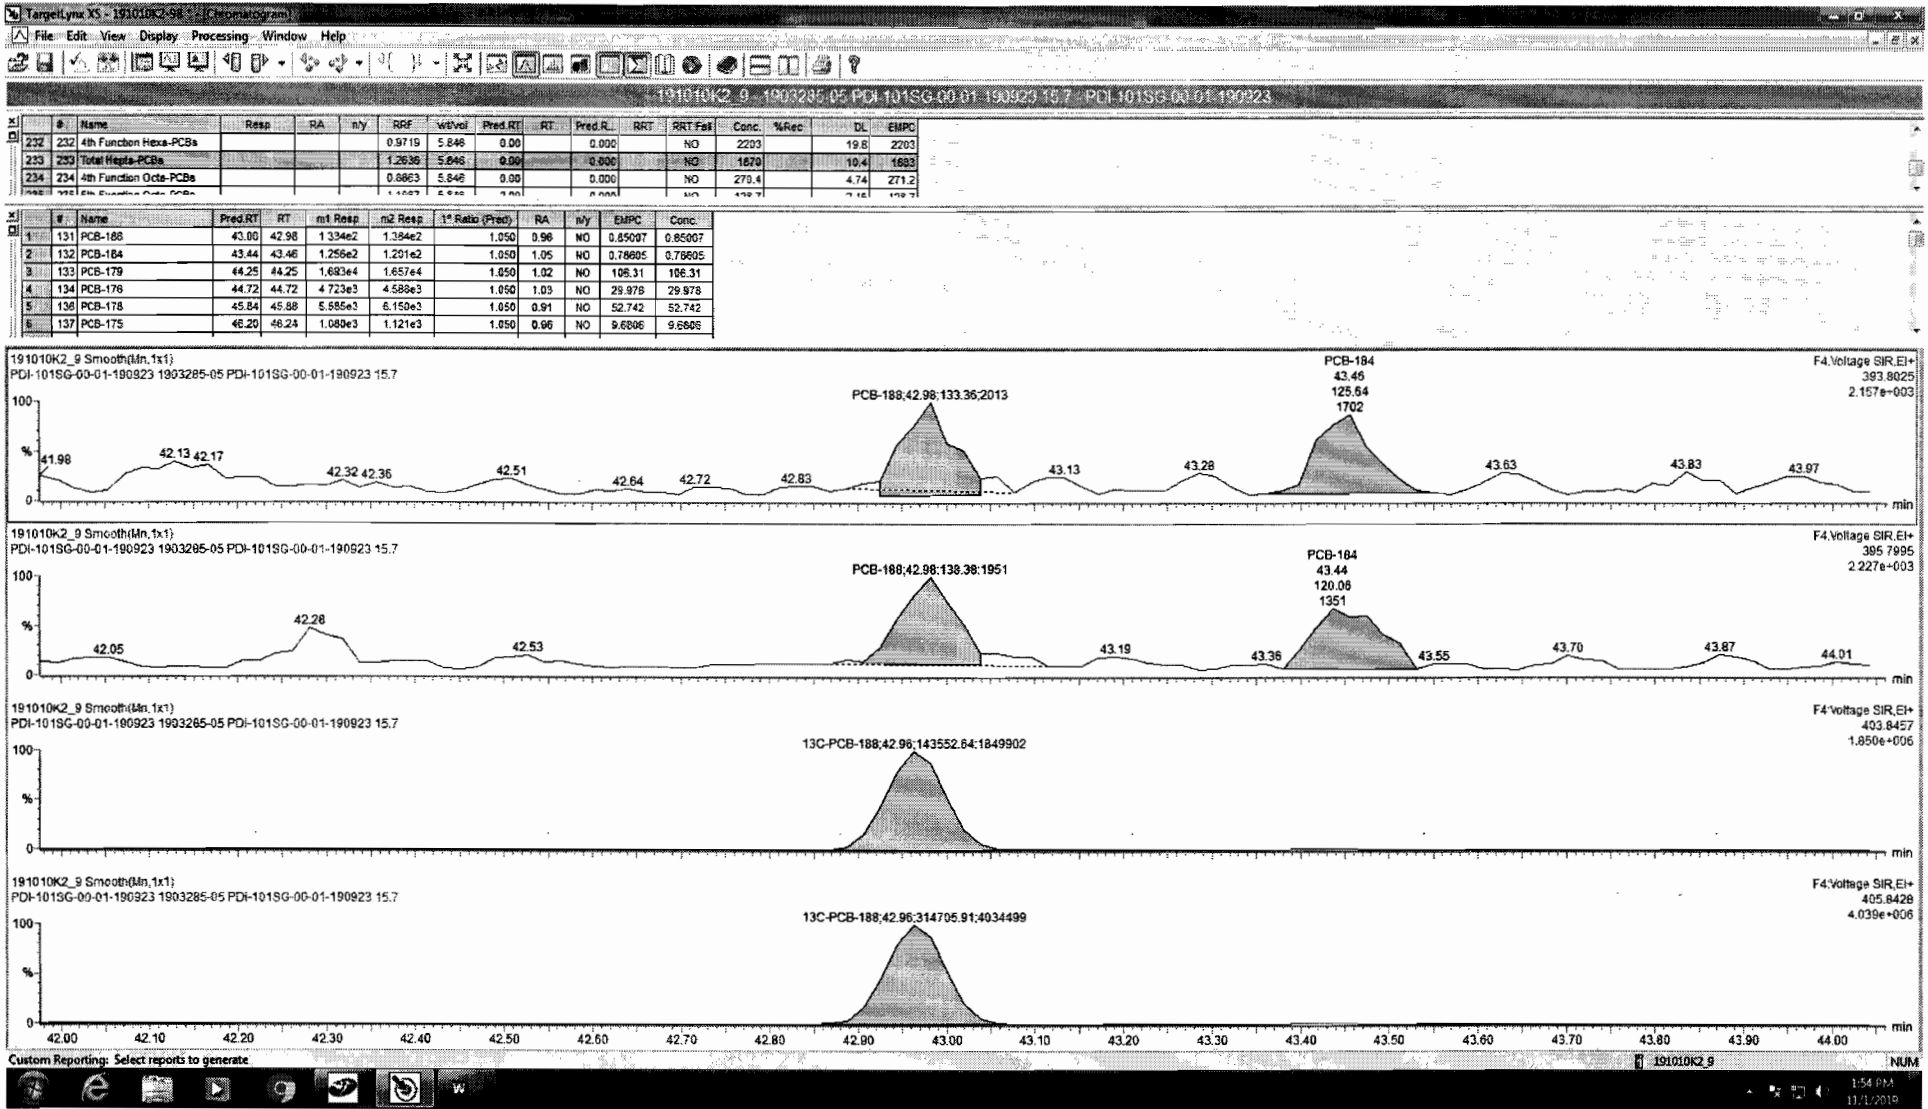 TargetLynx XS - 191010K2-98 * - [Chromatogram]
File Edit View Display Processing Window Help
191010K2_9 - 1903285-05 PDI-101SG-00-01-190923 15.7 - PDI-101SG-00-01-190923
# Name Resp RA n/y RRF wt/vol Pred.RT RT Pred.R... RRT RRT Fail Conc. %Rec DL EMPC
232 232 4th Function Hexa-PCBs 0.9719 5.846 0.00 0.000 NO 2203 19.8 2203
233 233 Total Hepta-PCBs 1.2636 5.846 0.00 0.000 NO 10.4
234 234 4th Function Octa-PCBs 0.8863 5.846 0.00 0.000 NO 270.4 4.74 271.2
# Name Pred.RT RT m1 Resp m2 Resp 1° Ratio (Pred) RA n/y EMPC Conc.
1 131 PCB-188 43.00 42.98 1.334e2 1.384e2 1.050 0.96 NO 0.85007 0.85007
2 132 PCB-184 43.44 43.46 1.256e2 1.201e2 1.050 1.05 NO 0.78605 0.78605
3 133 PCB-179 44.25 44.25 1.693e4 1.657e4 1.050 1.02 NO 106.31 106.31
4 134 PCB-176 44.72 44.72 4.723e3 4.588e3 1.050 1.03 NO 29.978 29.978
5 136 PCB-178 45.84 45.88 5.585e3 6.150e3 1.050 0.91 NO 52.742 52.742
6 137 PCB-175 46.20 46.24 1.080e3 1.121e3 1.050 0.96 NO 9.6806 9.6806
191010K2_9 Smooth(Mn,1x1)
PDI-101SG-00-01-190923 1903285-05 PDI-101SG-00-01-190923 15.7
F4:Voltage SIR,EI+
393.8025
2.157e+003
PCB-184
43.46
125.64
1702
PCB-188;42.98;133.36;2013
100
%
0
41.98 42.13 42.17 42.32 42.36 42.51 42.64 42.72 42.83 43.13 43.28 43.63 43.83 43.97
min
191010K2_9 Smooth(Mn,1x1)
PDI-101SG-00-01-190923 1903285-05 PDI-101SG-00-01-190923 15.7
F4:Voltage SIR,EI+
395.7995
2.227e+003
PCB-184
43.44
120.06
1351
PCB-188;42.98;138.38;1951
100
%
0
42.05 42.28 42.53 43.19 43.36 43.55 43.70 43.87 44.01
min
191010K2_9 Smooth(Mn,1x1)
PDI-101SG-00-01-190923 1903285-05 PDI-101SG-00-01-190923 15.7
F4:Voltage SIR,EI+
403.8457
1.850e+006
13C-PCB-188;42.96;143552.64;1849902
100
%
0
min
191010K2_9 Smooth(Mn,1x1)
PDI-101SG-00-01-190923 1903285-05 PDI-101SG-00-01-190923 15.7
F4:Voltage SIR,EI+
405.8428
4.039e+006
13C-PCB-188;42.96;314705.91;4034499
100
%
0
min
42.00 42.10 42.20 42.30 42.40 42.50 42.60 42.70 42.80 42.90 43.00 43.10 43.20 43.30 43.40 43.50 43.60 43.70 43.80 43.90 44.00
Custom Reporting: Select reports to generate
191010K2_9 NUM
1:54 PM
11/1/2019